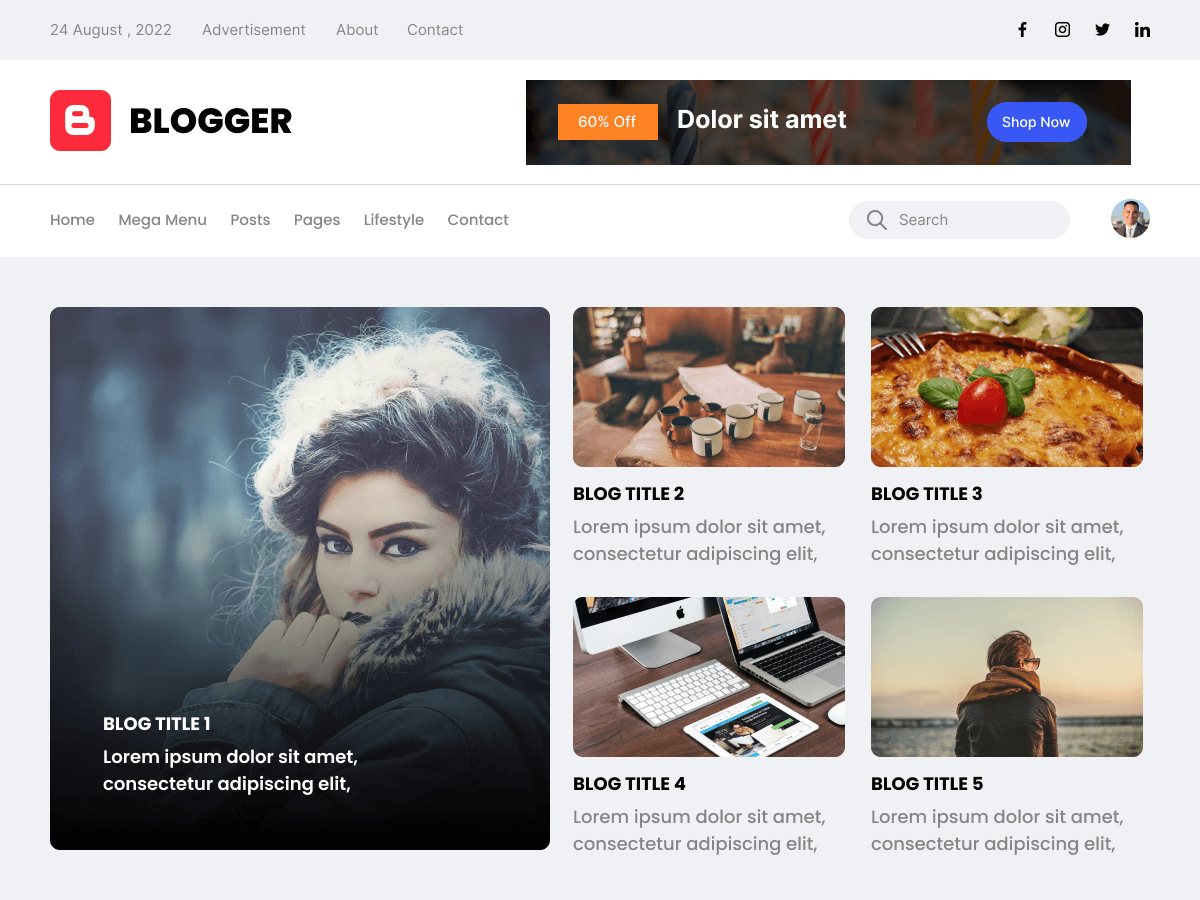 24 August , 2022 Advertisement About Contact
BLOGGER
60% Off Dolor sit amet Shop Now
Home Mega Menu Posts Pages Lifestyle Contact
Search
BLOG TITLE 1
Lorem ipsum dolor sit amet,
consectetur adipiscing elit,
BLOG TITLE 2
Lorem ipsum dolor sit amet,
consectetur adipiscing elit,
BLOG TITLE 3
Lorem ipsum dolor sit amet,
consectetur adipiscing elit,
BLOG TITLE 4
Lorem ipsum dolor sit amet,
consectetur adipiscing elit,
BLOG TITLE 5
Lorem ipsum dolor sit amet,
consectetur adipiscing elit,